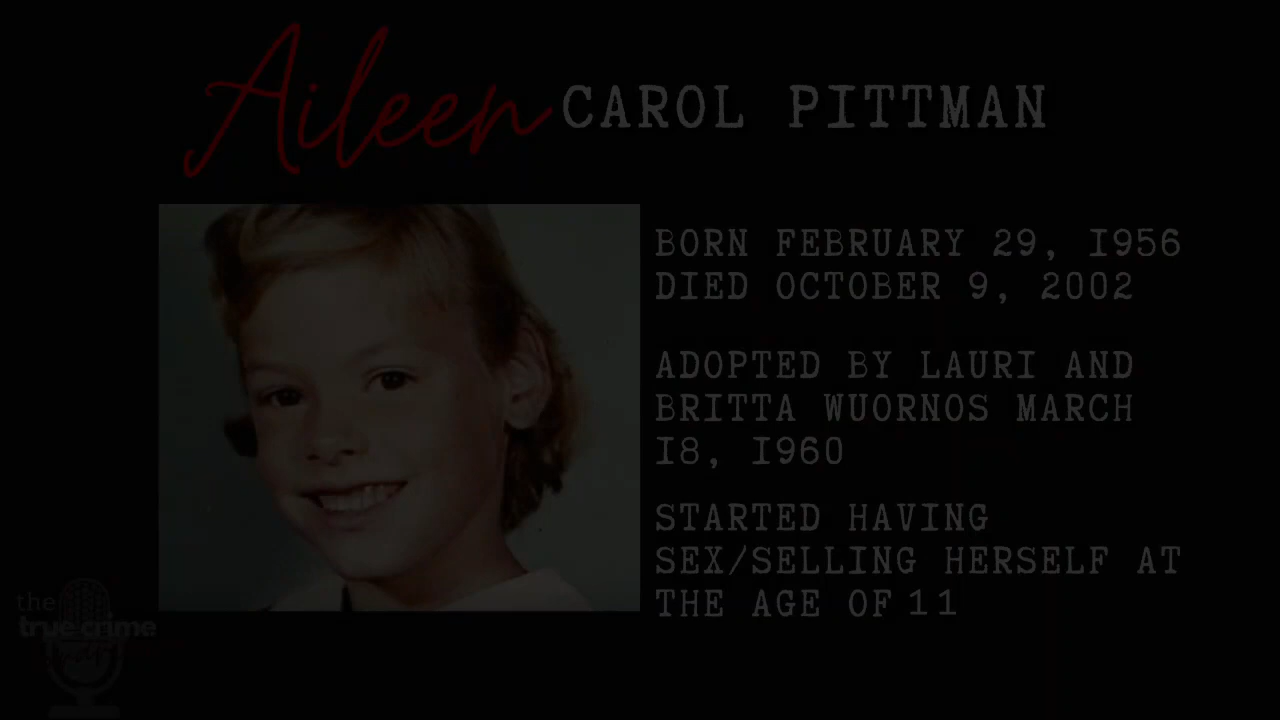 Aileen CAROL PITTMAN
BORN FEBRUARY 29, 1956
DIED OCTOBER 9, 2002
ADOPTED BY LAURI AND
BRITTA WUORNOS MARCH
18, 1960
STARTED HAVING
SEX/SELLING HERSELF AT
THE AGE OF 11
the
true crime